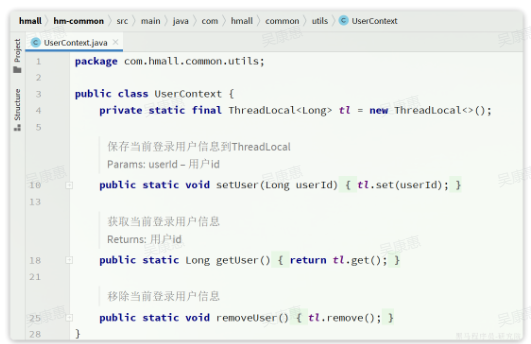 hmall hm-common src main java com hmall common utils UserContext
Project
Structure
UserContext.java
1 package com.hmall.common.utils;
2
3 public class UserContext {
4 private static final ThreadLocal<Long> tl = new ThreadLocal<>();
5
保存当前登录用户信息到ThreadLocal
Params: userId – 用户id
10 public static void setUser(Long userId) { tl.set(userId); }
13
获取当前登录用户信息
Returns: 用户id
18 public static Long getUser() { return tl.get(); }
21
移除当前登录用户信息
25 public static void removeUser() { tl.remove(); }
28 }
吴康惠